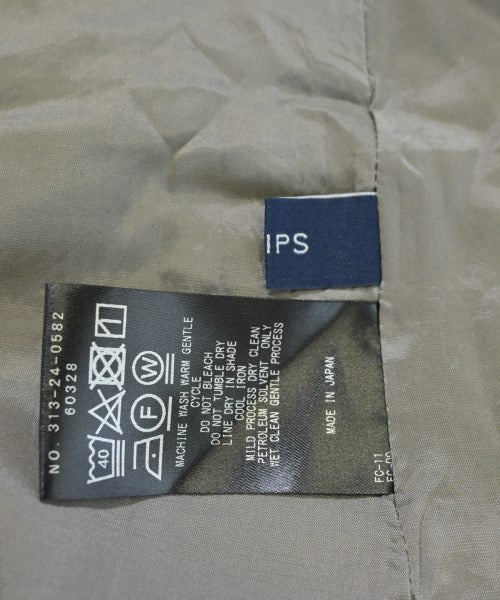 IPS
NO. 313-24-0582
60328
40
F
W
MACHINE WASH WARM GENTLE
CYCLE
DO NOT BLEACH
DO NOT TUMBLE DRY
LINE DRY IN SHADE
COOL IRON
MILD PROCESS DRY CLEAN
PETROLEUM SOLVENT ONLY
WET CLEAN GENTLE PROCESS
MADE IN JAPAN
FC-11